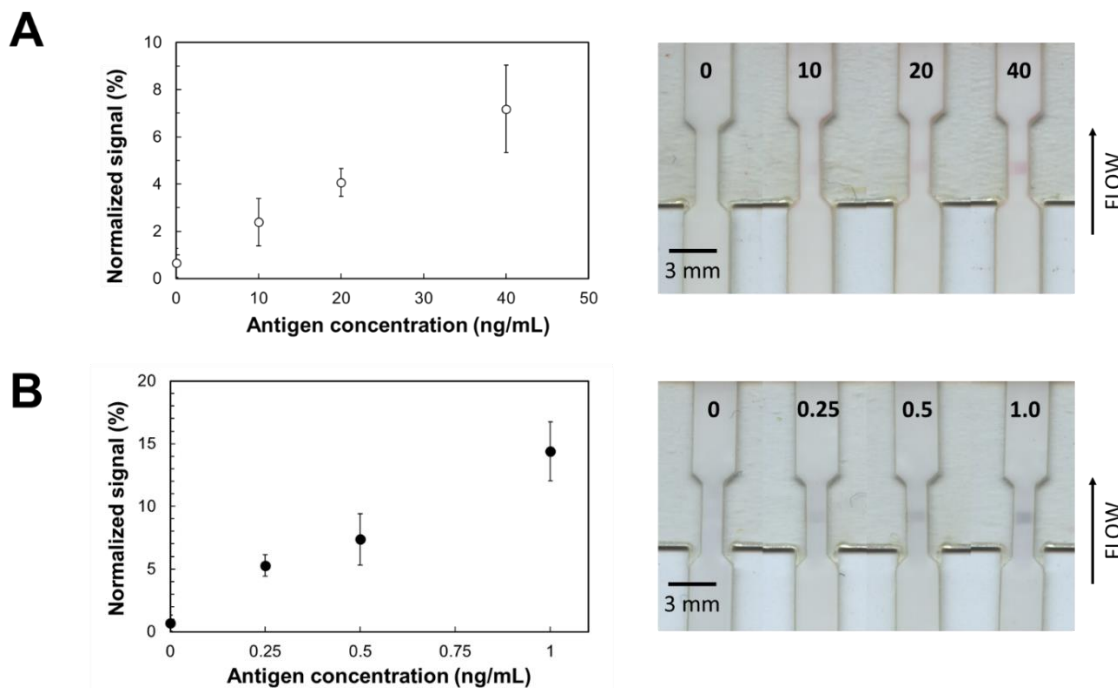 A
10
8
6
4
2
0
Normalized signal (%)
0 10 20 30 40 50
Antigen concentration (ng/mL)
0 10 20 40
3 mm
FLOW
B
20
15
10
5
0
Normalized signal (%)
0 0.25 0.5 0.75 1
Antigen concentration (ng/mL)
0 0.25 0.5 1.0
3 mm
FLOW